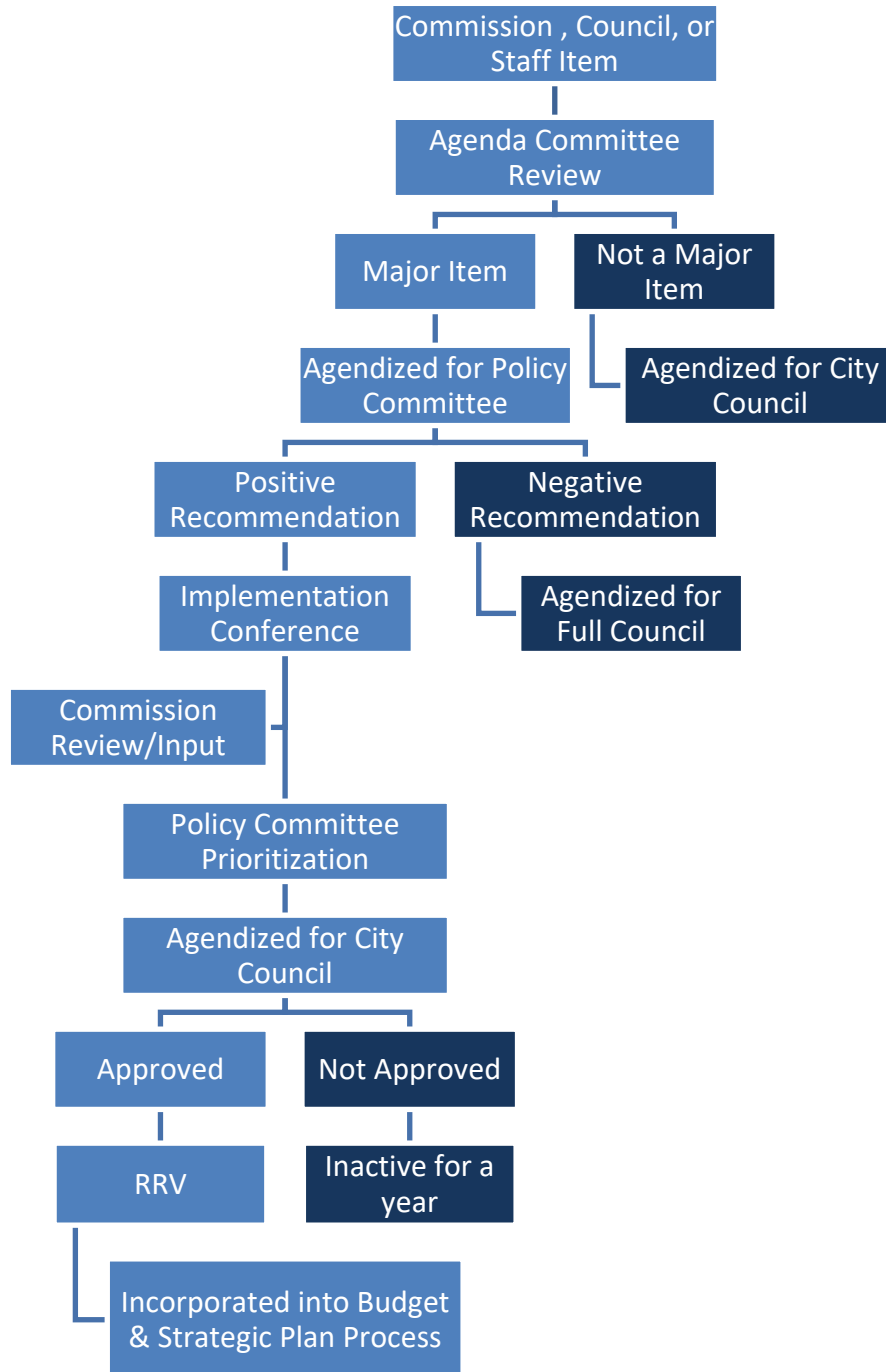 Commission , Council, or
Staff Item
Agenda Committee
Review
Major Item
Not a Major
Item
Agendized for Policy
Committee
Agendized for City
Council
Positive
Recommendation
Negative
Recommendation
Implementation
Conference
Agendized for
Full Council
Commission
Review/Input
Policy Committee
Prioritization
Agendized for City
Council
Approved
Not Approved
RRV
Inactive for a
year
Incorporated into Budget
& Strategic Plan Process